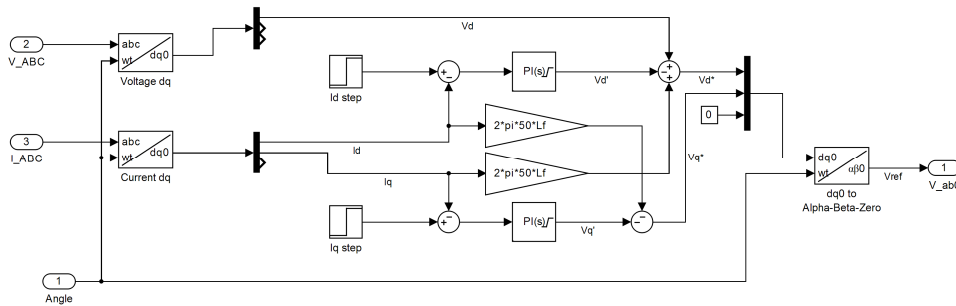 Vd
2
V_ABC
abc
wt
dq0
Voltage dq
Id step
+
−
PI(s)
Vd'
+
−
+
+
Vd*
0
2*pi*50*Lf
3
I_ADC
abc
wt
dq0
Current dq
Id
Iq
2*pi*50*Lf
Vq*
dq0
wt
αβ0
dq0 to
Alpha-Beta-Zero
Vref
1
V_ab0
Iq step
+
−
PI(s)
Vq'
−
−
1
Angle